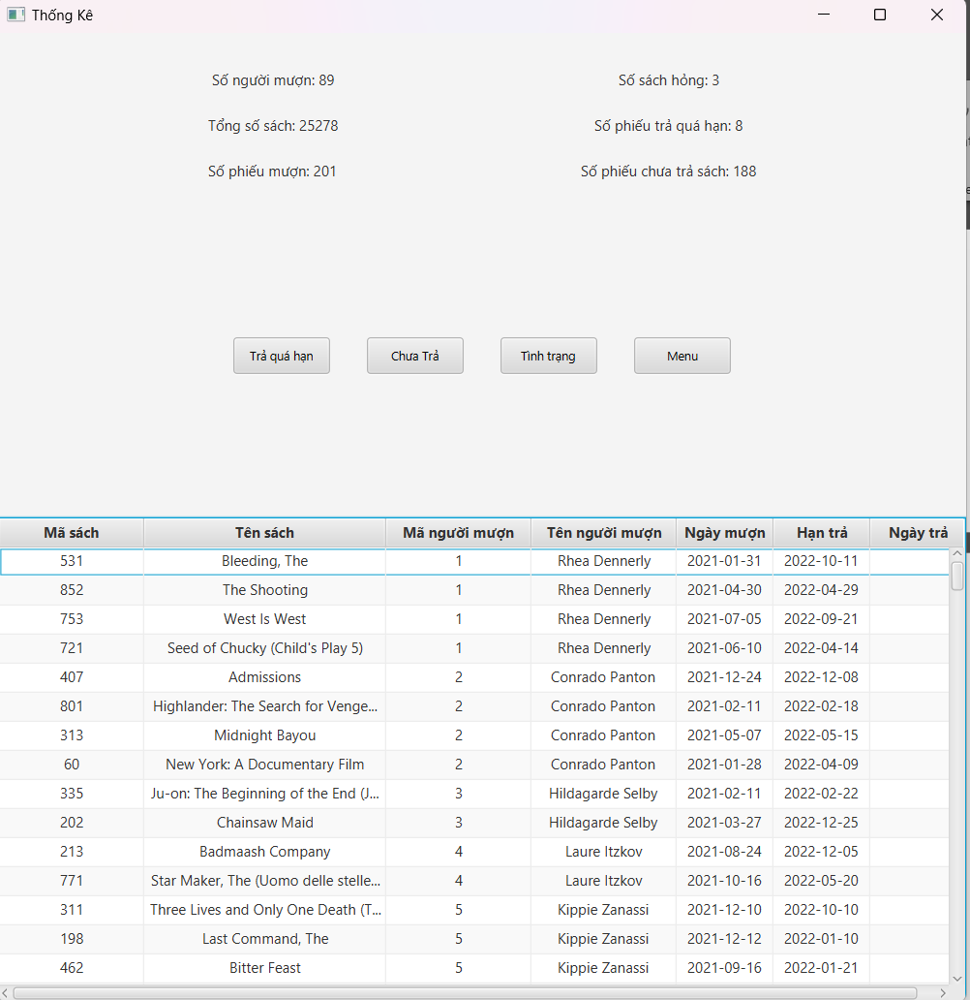 Thống Kê
Số người mượn: 89 Số sách hỏng: 3
Tổng số sách: 25278 Số phiếu trả quá hạn: 8
Số phiếu mượn: 201 Số phiếu chưa trả sách: 188
Trả quá hạn Chưa Trả Tình trạng Menu
Mã sách Tên sách Mã người mượn Tên người mượn Ngày mượn Hạn trả Ngày trả
531 Bleeding, The 1 Rhea Dennerly 2021-01-31 2022-10-11
852 The Shooting 1 Rhea Dennerly 2021-04-30 2022-04-29
753 West Is West 1 Rhea Dennerly 2021-07-05 2022-09-21
721 Seed of Chucky (Child's Play 5) 1 Rhea Dennerly 2021-06-10 2022-04-14
407 Admissions 2 Conrado Panton 2021-12-24 2022-12-08
801 Highlander: The Search for Venge... 2 Conrado Panton 2021-02-11 2022-02-18
313 Midnight Bayou 2 Conrado Panton 2021-05-07 2022-05-15
60 New York: A Documentary Film 2 Conrado Panton 2021-01-28 2022-04-09
335 Ju-on: The Beginning of the End (J... 3 Hildagarde Selby 2021-02-11 2022-02-22
202 Chainsaw Maid 3 Hildagarde Selby 2021-03-27 2022-12-25
213 Badmaash Company 4 Laure Itzkov 2021-08-24 2022-12-05
771 Star Maker, The (Uomo delle stelle... 4 Laure Itzkov 2021-10-16 2022-05-20
311 Three Lives and Only One Death (T... 5 Kippie Zanassi 2021-12-10 2022-10-10
198 Last Command, The 5 Kippie Zanassi 2021-12-12 2022-01-10
462 Bitter Feast 5 Kippie Zanassi 2021-09-16 2022-01-21